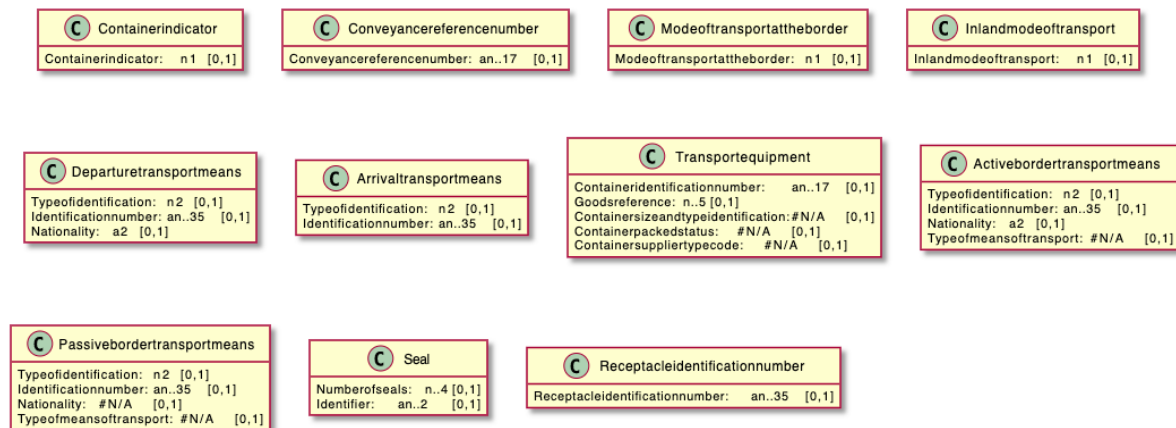 C Containerindicator
Containerindicator: n1 [0,1]
C Conveyancereferencenumber
Conveyancereferencenumber: an..17 [0,1]
C Modeoftransportattheborder
Modeoftransportattheborder: n1 [0,1]
C Inlandmodeoftransport
Inlandmodeoftransport: n1 [0,1]
C Departuretransportmeans
Typeofidentification: n2 [0,1]
Identificationnumber: an..35 [0,1]
Nationality: a2 [0,1]
C Arrivaltransportmeans
Typeofidentification: n2 [0,1]
Identificationnumber: an..35 [0,1]
C Transportequipment
Containeridentificationnumber: an..17 [0,1]
Goodsreference: n..5 [0,1]
Containersizeandtypeidentification: #N/A [0,1]
Containerpackedstatus: #N/A [0,1]
Containersuppliertypecode: #N/A [0,1]
C Activebordertransportmeans
Typeofidentification: n2 [0,1]
Identificationnumber: an..35 [0,1]
Nationality: a2 [0,1]
Typeofmeansoftransport: #N/A [0,1]
C Passivebordertransportmeans
Typeofidentification: n2 [0,1]
Identificationnumber: an..35 [0,1]
Nationality: #N/A [0,1]
Typeofmeansoftransport: #N/A [0,1]
C Seal
Numberofseals: n..4 [0,1]
Identifier: an..2 [0,1]
C Receptacleidentificationnumber
Receptacleidentificationnumber: an..35 [0,1]